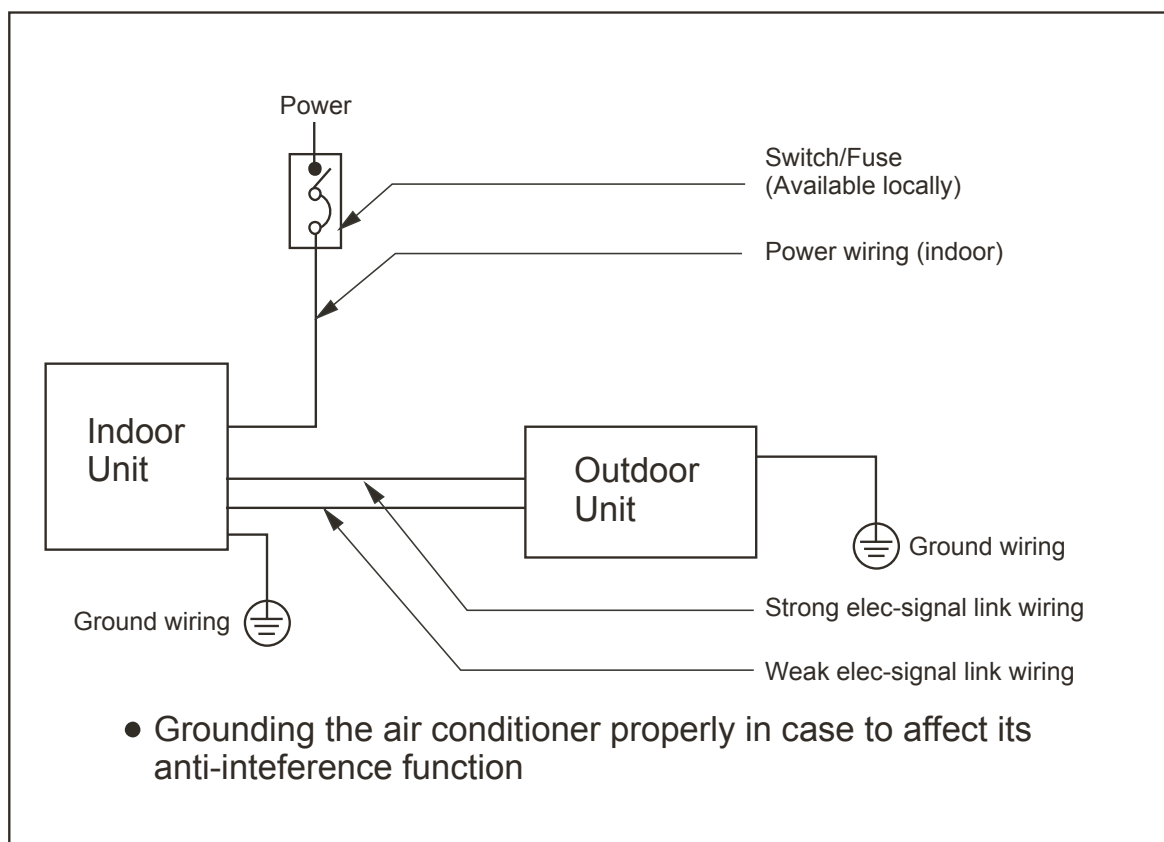 Power
Switch/Fuse
(Available locally)
Power wiring (indoor)
Indoor
Unit
Outdoor
Unit
Ground wiring
Ground wiring
Strong elec-signal link wiring
Weak elec-signal link wiring
● Grounding the air conditioner properly in case to affect its
anti-inteference function